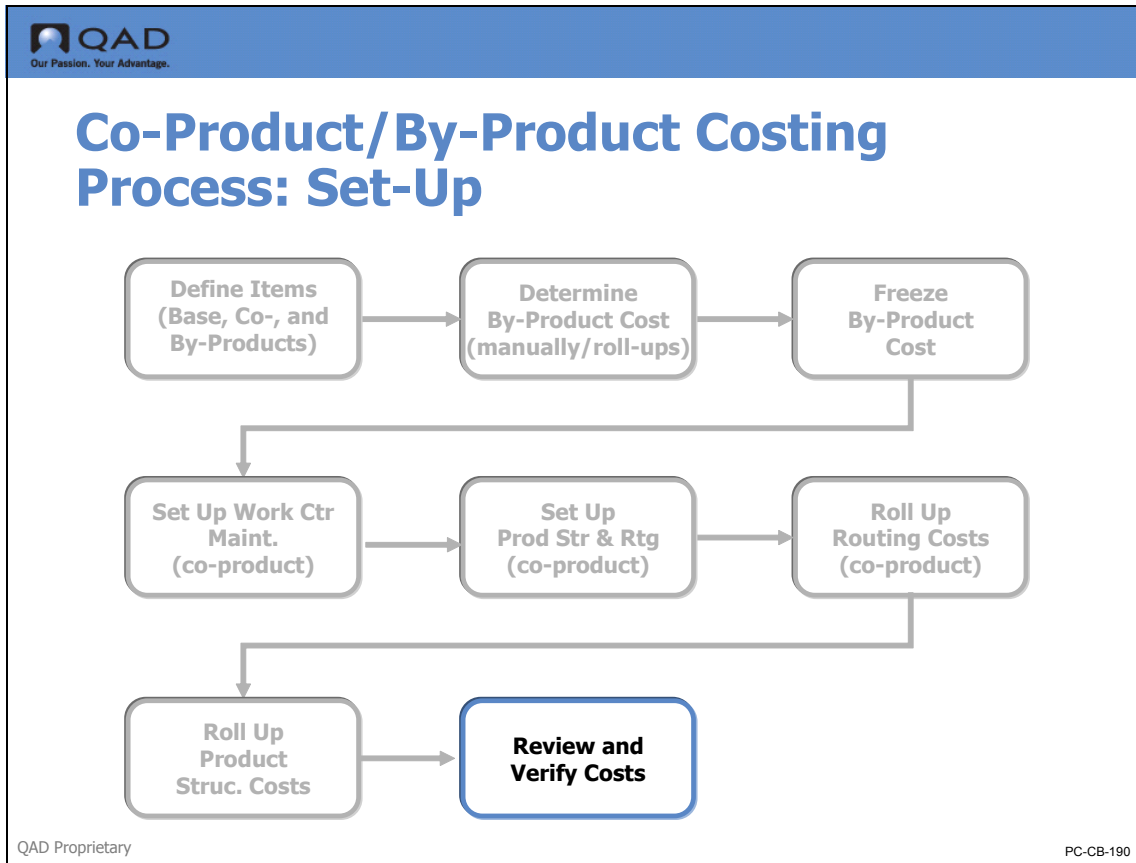 QAD
Our Passion. Your Advantage.
Co-Product/By-Product Costing
Process: Set-Up
Define Items
(Base, Co-, and
By-Products)
Determine
By-Product Cost
(manually/roll-ups)
Freeze
By-Product
Cost
Set Up Work Ctr
Maint.
(co-product)
Set Up
Prod Str & Rtg
(co-product)
Roll Up
Routing Costs
(co-product)
Roll Up
Product
Struc. Costs
Review and
Verify Costs
QAD Proprietary
PC-CB-190